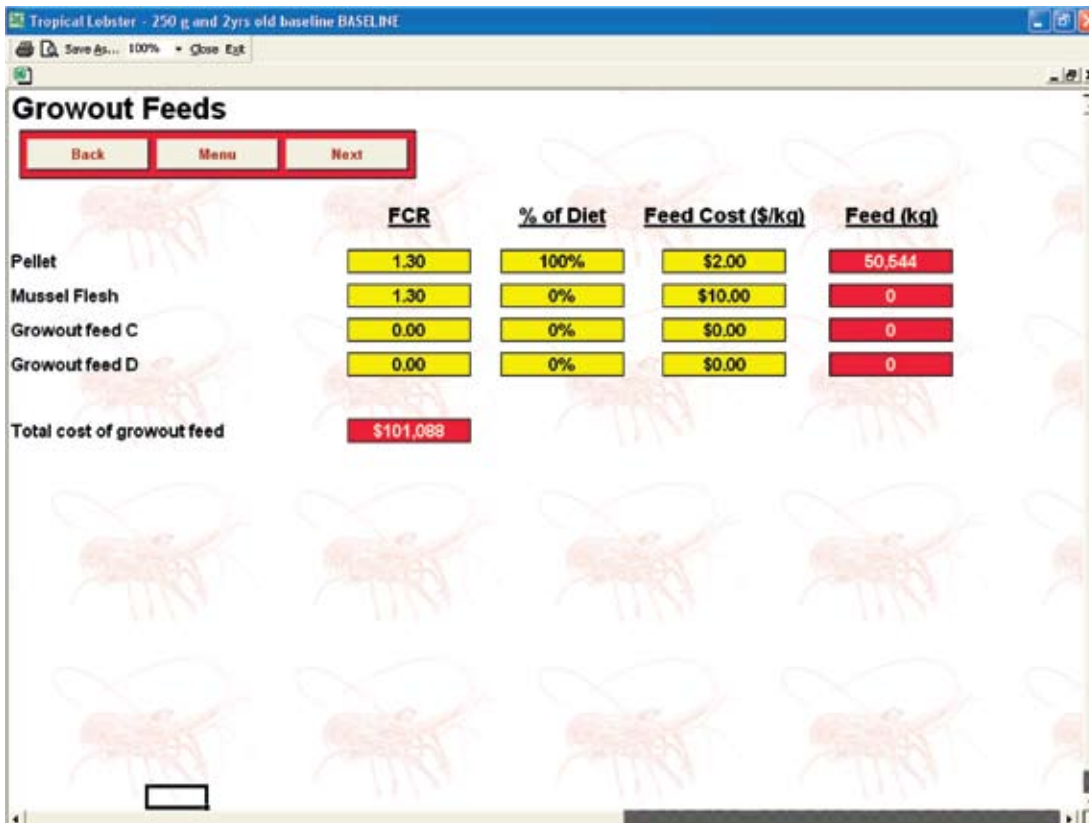 Tropical Lobster - 250 g and 2yrs old baseline BASELINE
Save As... 100% Close Exit
Growout Feeds
Back Menu Next
FCR % of Diet Feed Cost ($/kg) Feed (kg)
Pellet 1.30 100% $2.00 50,544
Mussel Flesh 1.30 0% $10.00 0
Growout feed C 0.00 0% $0.00 0
Growout feed D 0.00 0% $0.00 0
Total cost of growout feed $101,088